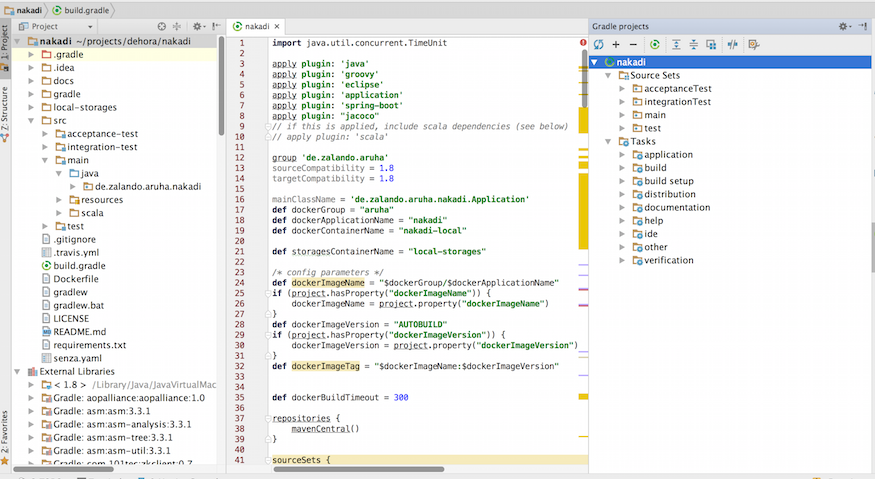 nakadi
build.gradle
Project
nakadi
Gradle projects
1: Project
Z: Structure
2: Favorites
nakadi ~/projects/dehora/nakadi
.gradle
.idea
docs
gradle
local-storages
src
acceptance-test
integration-test
main
java
de.zalando.aruha.nakadi
resources
scala
test
.gitignore
.travis.yml
build.gradle
Dockerfile
gradlew
gradlew.bat
LICENSE
README.md
requirements.txt
senza.yaml
External Libraries
< 1.8 > /Library/Java/JavaVirtualMac
Gradle: aopalliance:aopalliance:1.0
Gradle: asm:asm:3.3.1
Gradle: asm:asm-analysis:3.3.1
Gradle: asm:asm-tree:3.3.1
Gradle: asm:asm-util:3.3.1
Gradle: com.101tec:zkclient:0.7
1 import java.util.concurrent.TimeUnit
2
3 apply plugin: 'java'
4 apply plugin: 'groovy'
5 apply plugin: 'eclipse'
6 apply plugin: 'application'
7 apply plugin: 'spring-boot'
8 apply plugin: "jacoco"
9 // if this is applied, include scala dependencies (see below)
10 // apply plugin: 'scala'
11
12 group 'de.zalando.aruha'
13 sourceCompatibility = 1.8
14 targetCompatibility = 1.8
15
16 mainClassName = 'de.zalando.aruha.nakadi.Application'
17 def dockerGroup = "aruha"
18 def dockerApplicationName = "nakadi"
19 def dockerContainerName = "nakadi-local"
20
21 def storagesContainerName = "local-storages"
22
23 /* config parameters */
24 def dockerImageName = "$dockerGroup/$dockerApplicationName"
25 if (project.hasProperty("dockerImageName")) {
26 dockerImageName = project.property("dockerImageName")
27 }
28 def dockerImageVersion = "AUTOBUILD"
29 if (project.hasProperty("dockerImageVersion")) {
30 dockerImageVersion = project.property("dockerImageVersion")
31 }
32 def dockerImageTag = "$dockerImageName:$dockerImageVersion"
33
34
35 def dockerBuildTimeout = 300
36
37 repositories {
38 mavenCentral()
39 }
40
41 sourceSets {
nakadi
Source Sets
acceptanceTest
integrationTest
main
test
Tasks
application
build
build setup
distribution
documentation
help
ide
other
verification